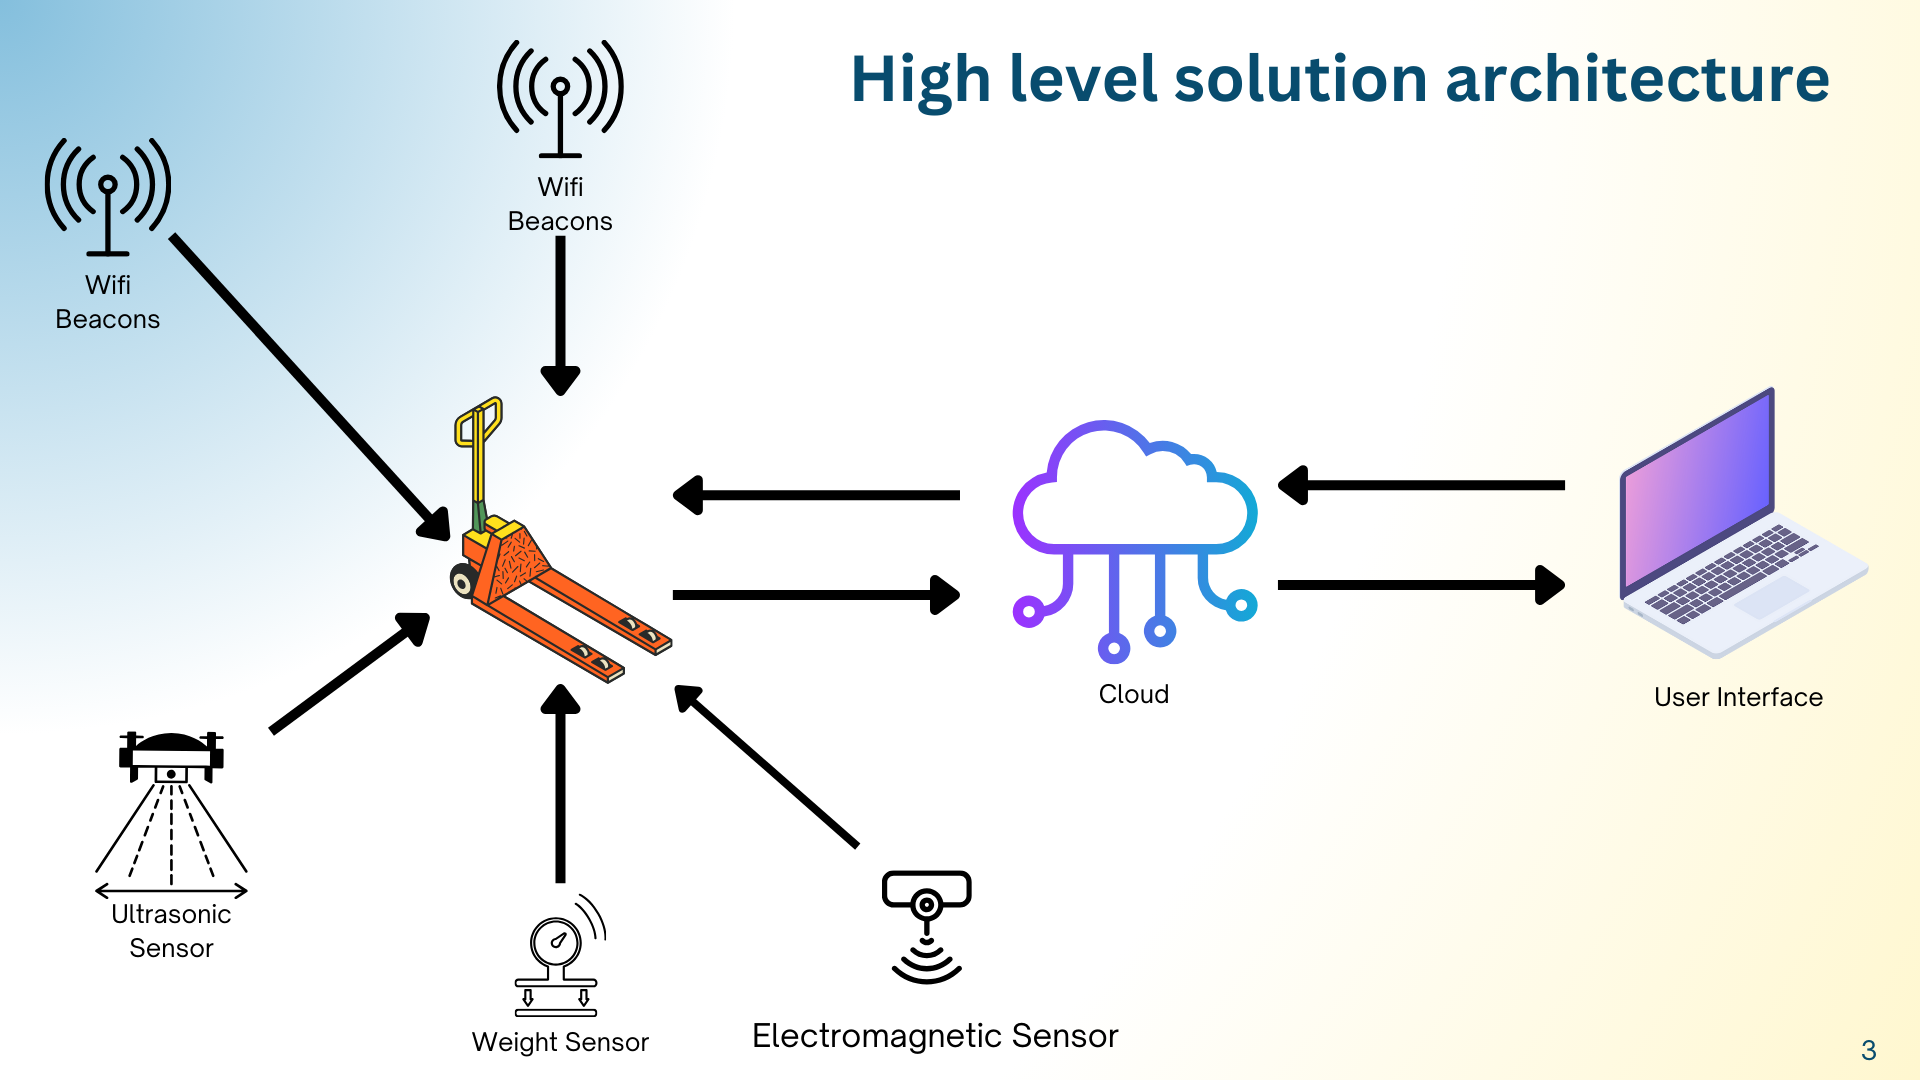 High level solution architecture
Wifi
Beacons
Wifi
Beacons
Cloud
User Interface
Ultrasonic
Sensor
Weight Sensor
Electromagnetic Sensor
3